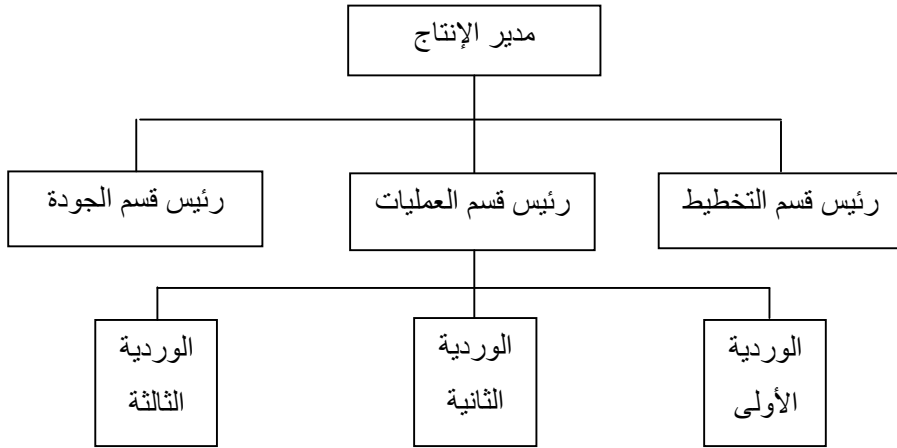 مدير الإنتاج
رئيس قسم التخطيط
رئيس قسم العمليات
رئيس قسم الجودة
الوردية
الأولى
الوردية
الثانية
الوردية
الثالثة